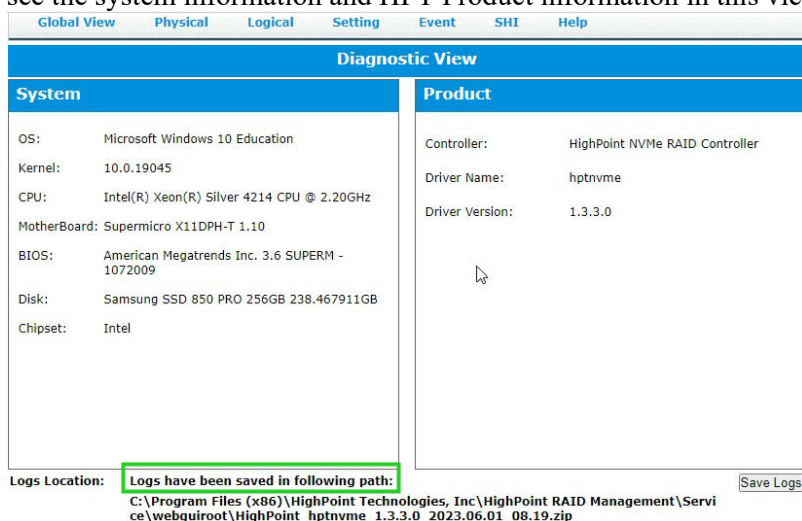 see the system information and HPT Product information in this vie
Global View Physical Logical Setting Event SHI Help
Diagnostic View
System
OS: Microsoft Windows 10 Education
Kernel: 10.0.19045
CPU: Intel(R) Xeon(R) Silver 4214 CPU @ 2.20GHz
MotherBoard: Supermicro X11DPH-T 1.10
BIOS: American Megatrends Inc. 3.6 SUPERM -
1072009
Disk: Samsung SSD 850 PRO 256GB 238.467911GB
Chipset: Intel
Product
Controller: HighPoint NVMe RAID Controller
Driver Name: hptnvme
Driver Version: 1.3.3.0
Logs Location: Logs have been saved in following path:
Save Logs
C:\Program Files (x86)\HighPoint Technologies, Inc\HighPoint RAID Management\Servi
ce\webguiroot\HighPoint_hptnvme_1.3.3.0_2023.06.01_08.19.zip